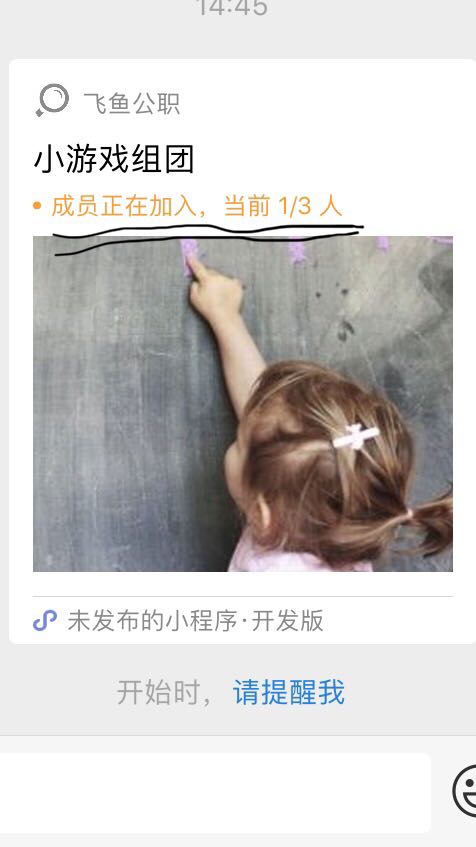 14:45
飞鱼公职
小游戏组团
• 成员正在加入，当前 1/3 人
未发布的小程序·开发版
开始时，请提醒我